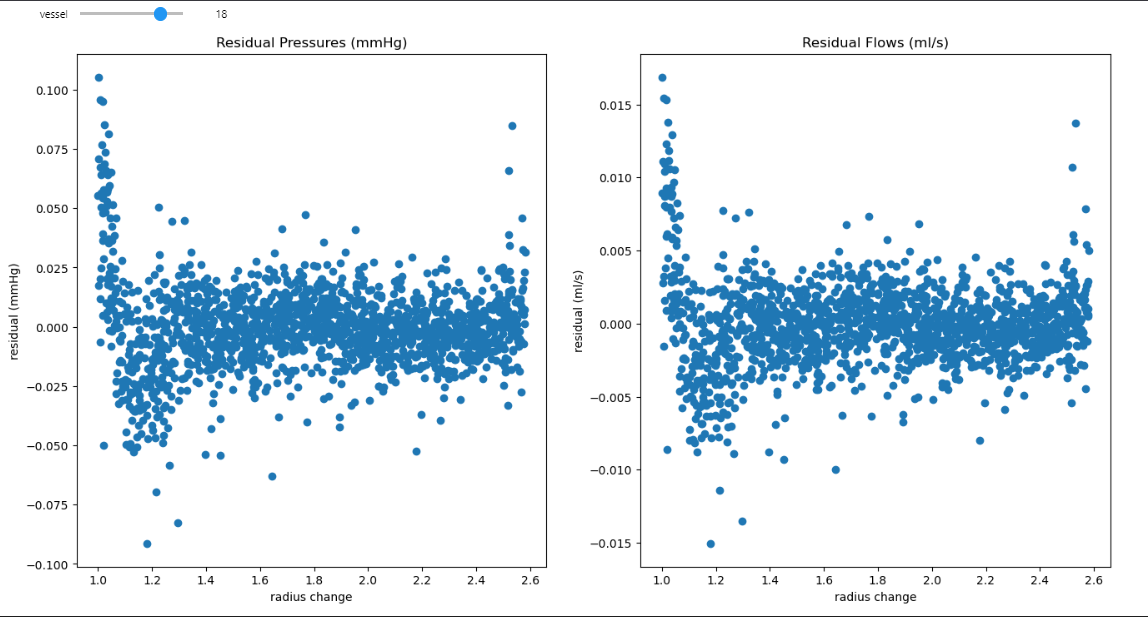 vessel 18
Residual Pressures (mmHg)
residual (mmHg)
0.100
0.075
0.050
0.025
0.000
−0.025
−0.050
−0.075
−0.100
1.0 1.2 1.4 1.6 1.8 2.0 2.2 2.4 2.6
radius change
Residual Flows (ml/s)
residual (ml/s)
0.015
0.010
0.005
0.000
−0.005
−0.010
−0.015
1.0 1.2 1.4 1.6 1.8 2.0 2.2 2.4 2.6
radius change